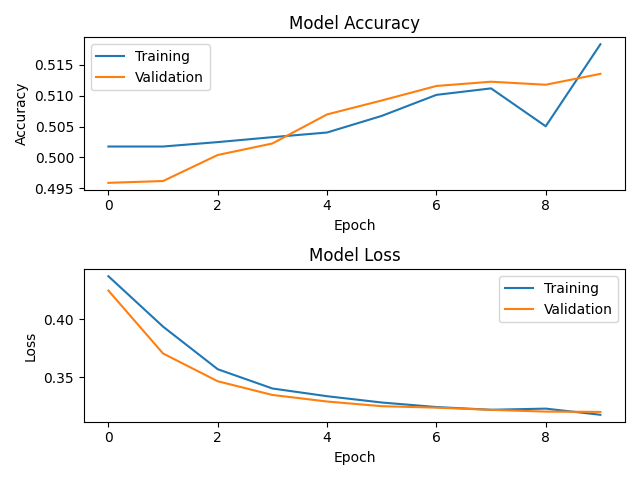 Model Accuracy
Training
Validation
0.515
0.510
0.505
0.500
0.495
Accuracy
0 2 4 6 8
Epoch
Model Loss
Training
Validation
0.40
0.35
Loss
0 2 4 6 8
Epoch